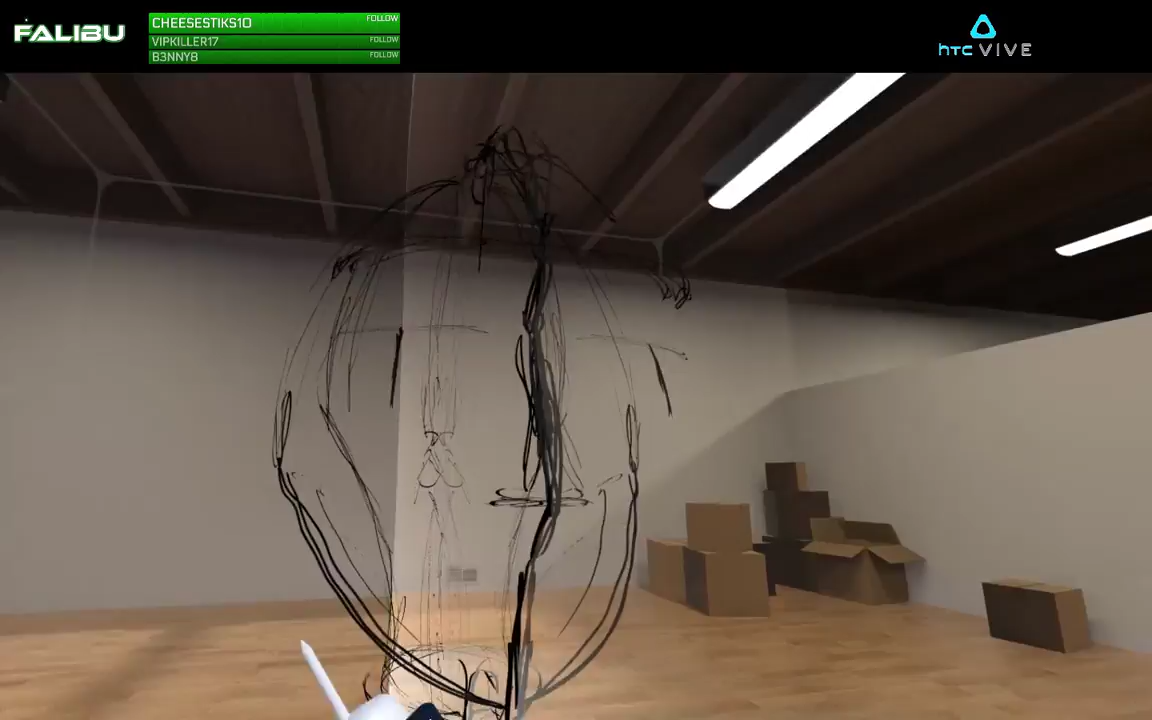 FALIBU
CHEESESTIKS10 FOLLOW
VIPKILLER17 FOLLOW
B3NNY8 FOLLOW
htc VIVE